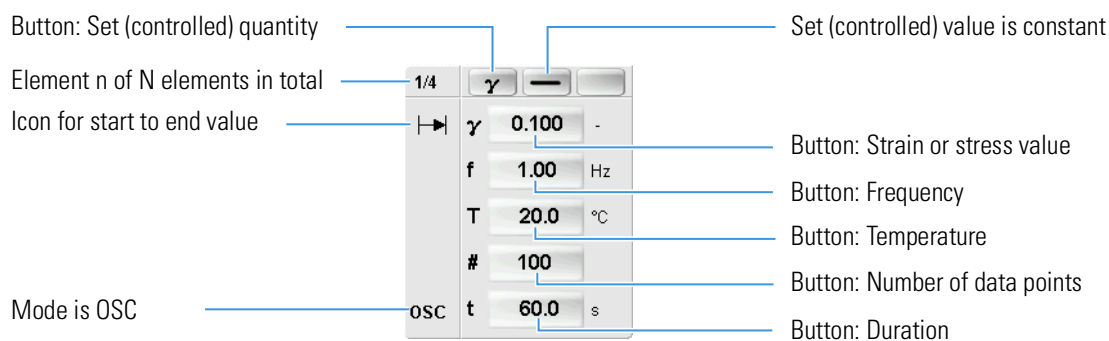 Button: Set (controlled) quantity
Set (controlled) value is constant
Element n of N elements in total
1/4 γ
Icon for start to end value
γ 0.100 -
Button: Strain or stress value
f 1.00 Hz
Button: Frequency
T 20.0 °C
Button: Temperature
# 100
Button: Number of data points
Mode is OSC
OSC t 60.0 s
Button: Duration